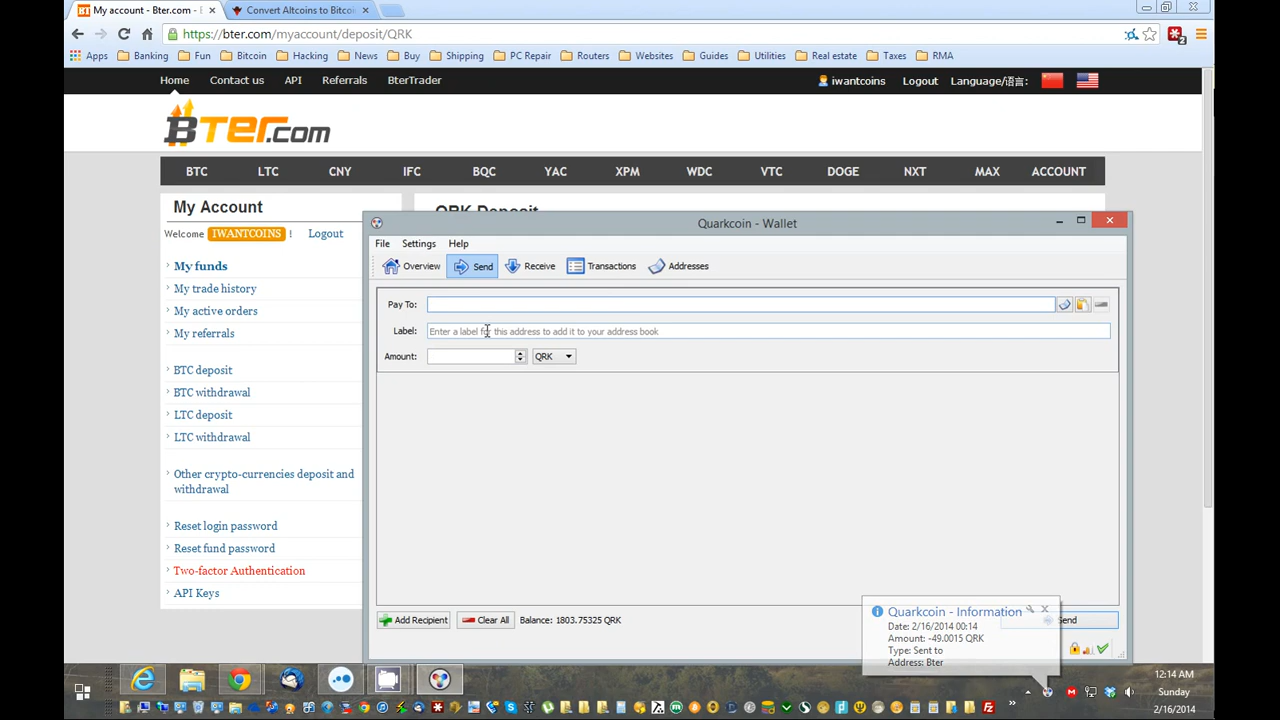 My account - Bter.com -
Convert Altcoins to Bitcoi
https://bter.com/myaccount/deposit/QRK
Apps Banking Fun Bitcoin Hacking News Buy Shipping PC Repair Routers Websites Guides Utilities Real estate Taxes RMA
Home Contact us API Referrals BterTrader iwantcoins Logout Language/语言:
Bter.com
BTC LTC CNY IFC BQC YAC XPM WDC VTC DOGE NXT MAX ACCOUNT
My Account
QRK Deposit
Welcome IWANTCOINS ! Logout
My funds
My trade history
My active orders
My referrals
BTC deposit
BTC withdrawal
LTC deposit
LTC withdrawal
Other crypto-currencies deposit and
withdrawal
Reset login password
Reset fund password
Two-factor Authentication
API Keys
Quarkcoin - Wallet
File Settings Help
Overview Send Receive Transactions Addresses
Pay To:
Label: Enter a label for this address to add it to your address book
Amount: QRK
Add Recipient Clear All Balance: 1803.75325 QRK Send
Quarkcoin - Information
Date: 2/16/2014 00:14
Amount: -49.0015 QRK
Type: Sent to
Address: Bter
12:14 AM
Sunday
2/16/2014